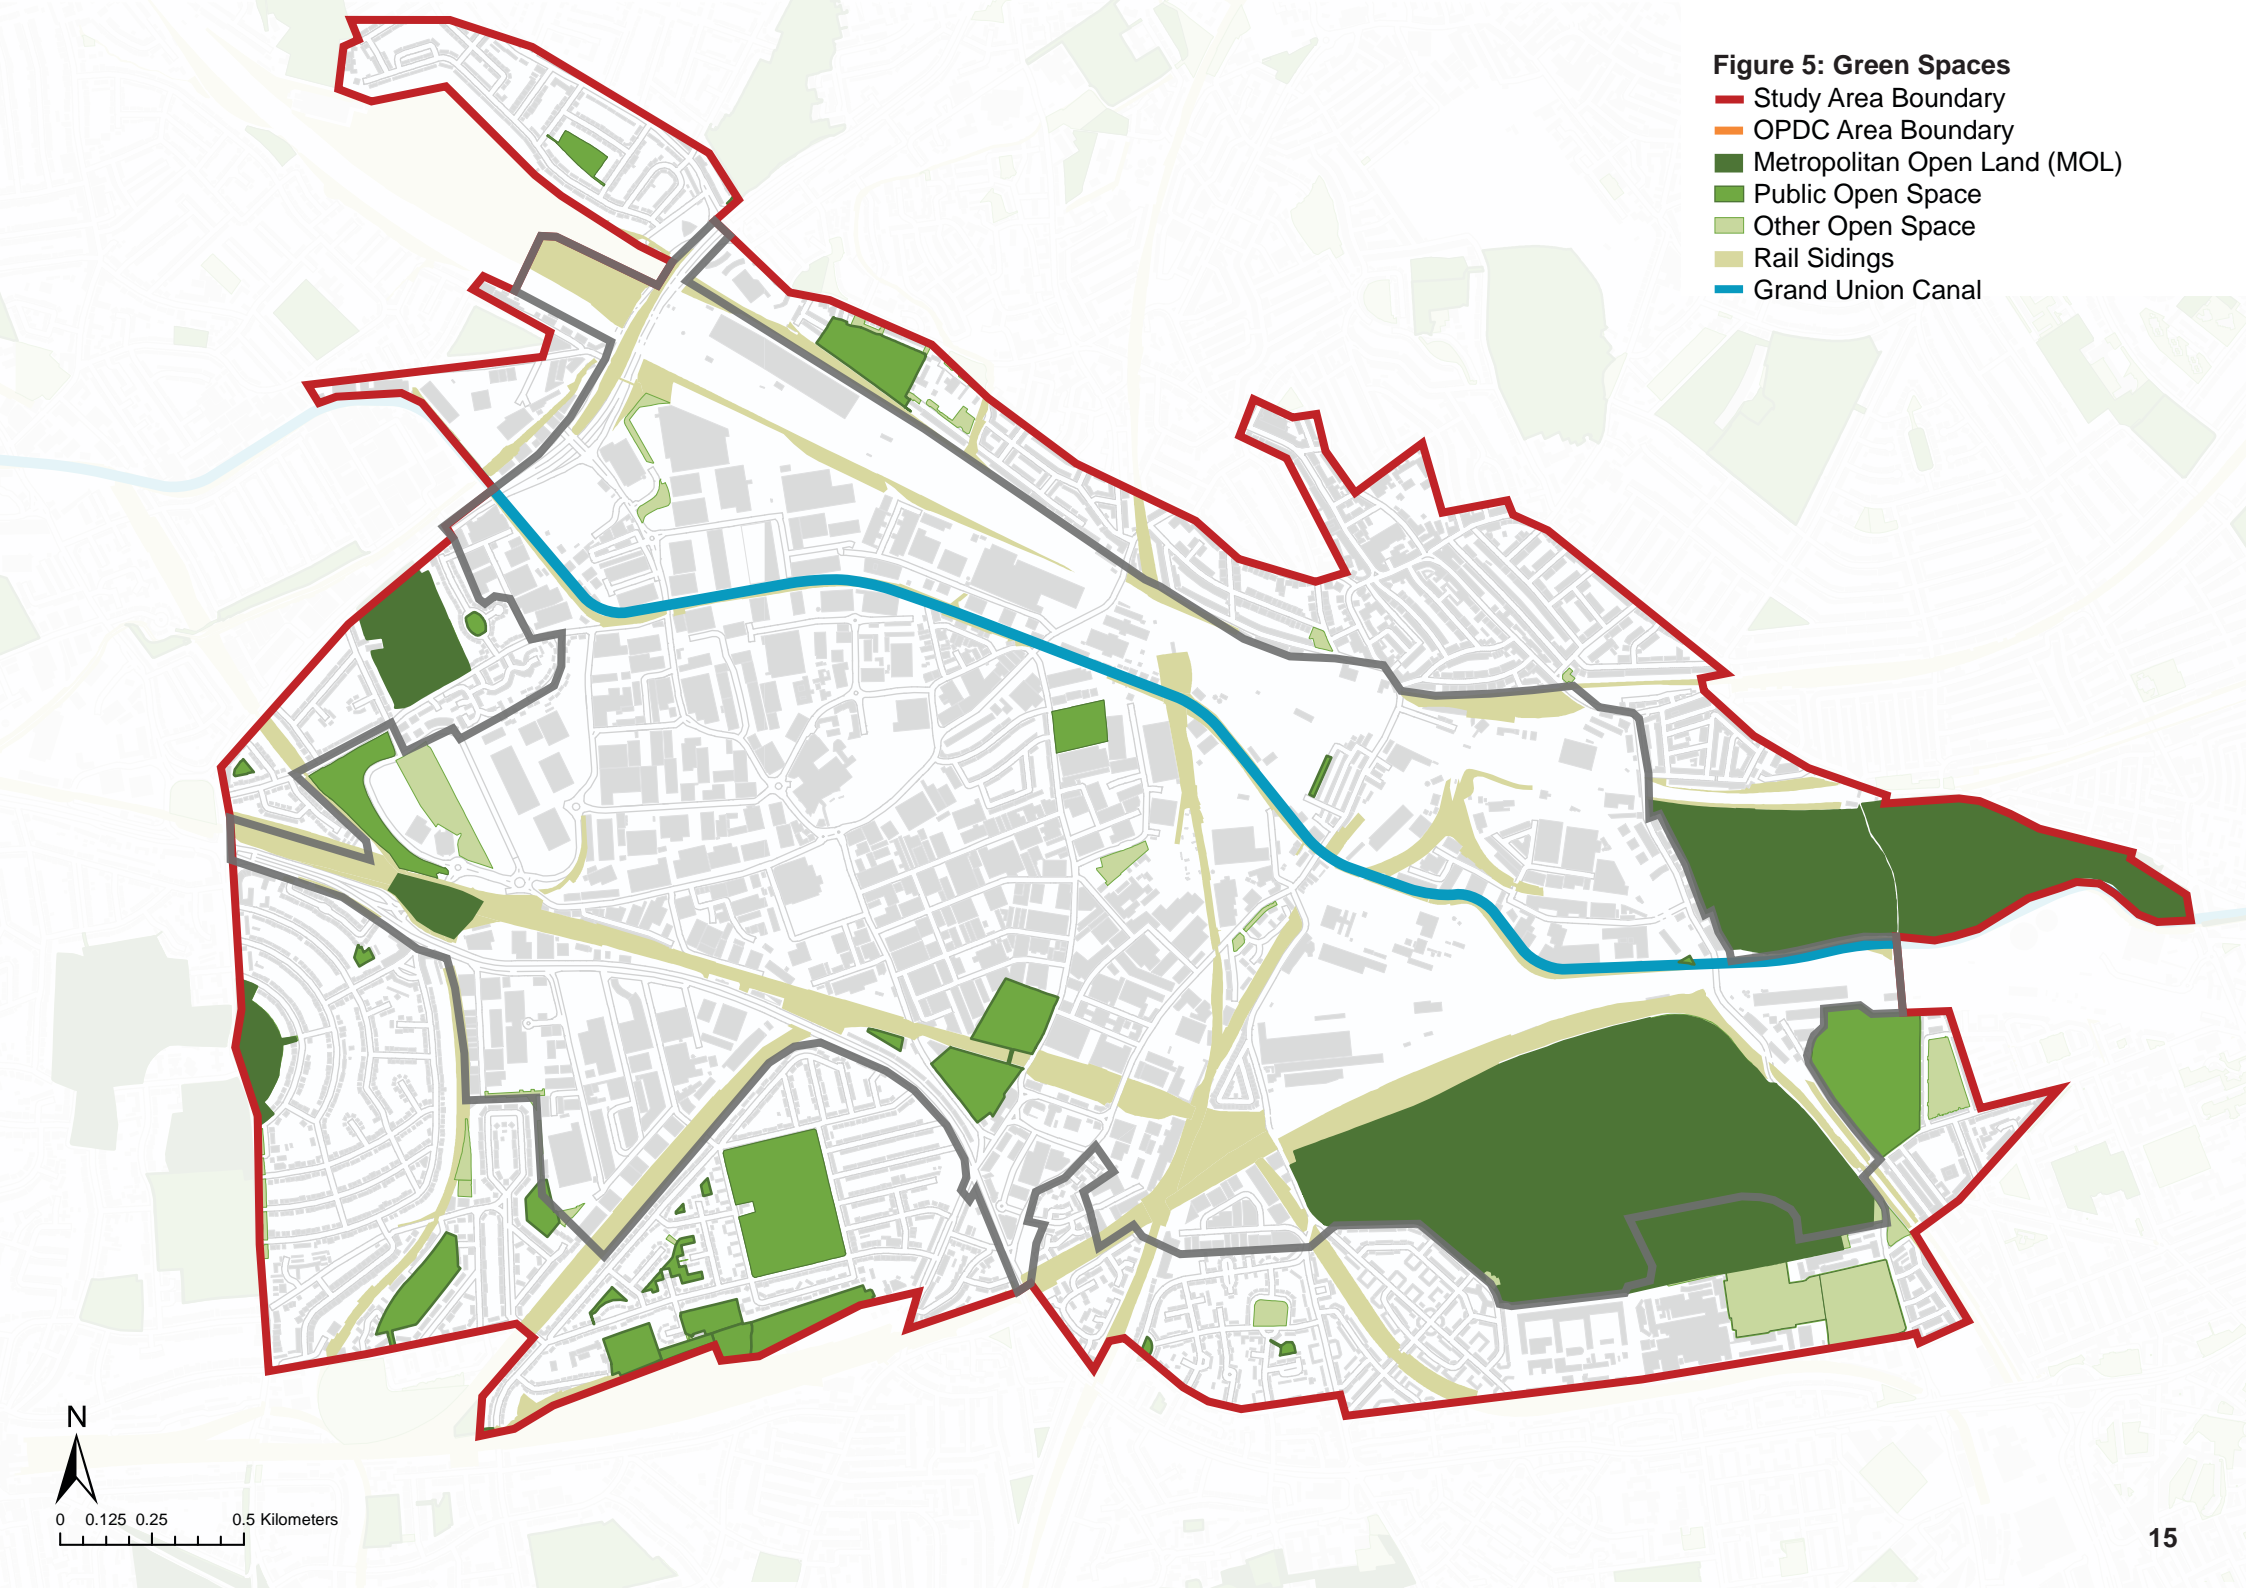 Figure 5: Green Spaces
Study Area Boundary
OPDC Area Boundary
Metropolitan Open Land (MOL)
Public Open Space
Other Open Space
Rail Sidings
Grand Union Canal
N
0 0.125 0.25 0.5 Kilometers
15